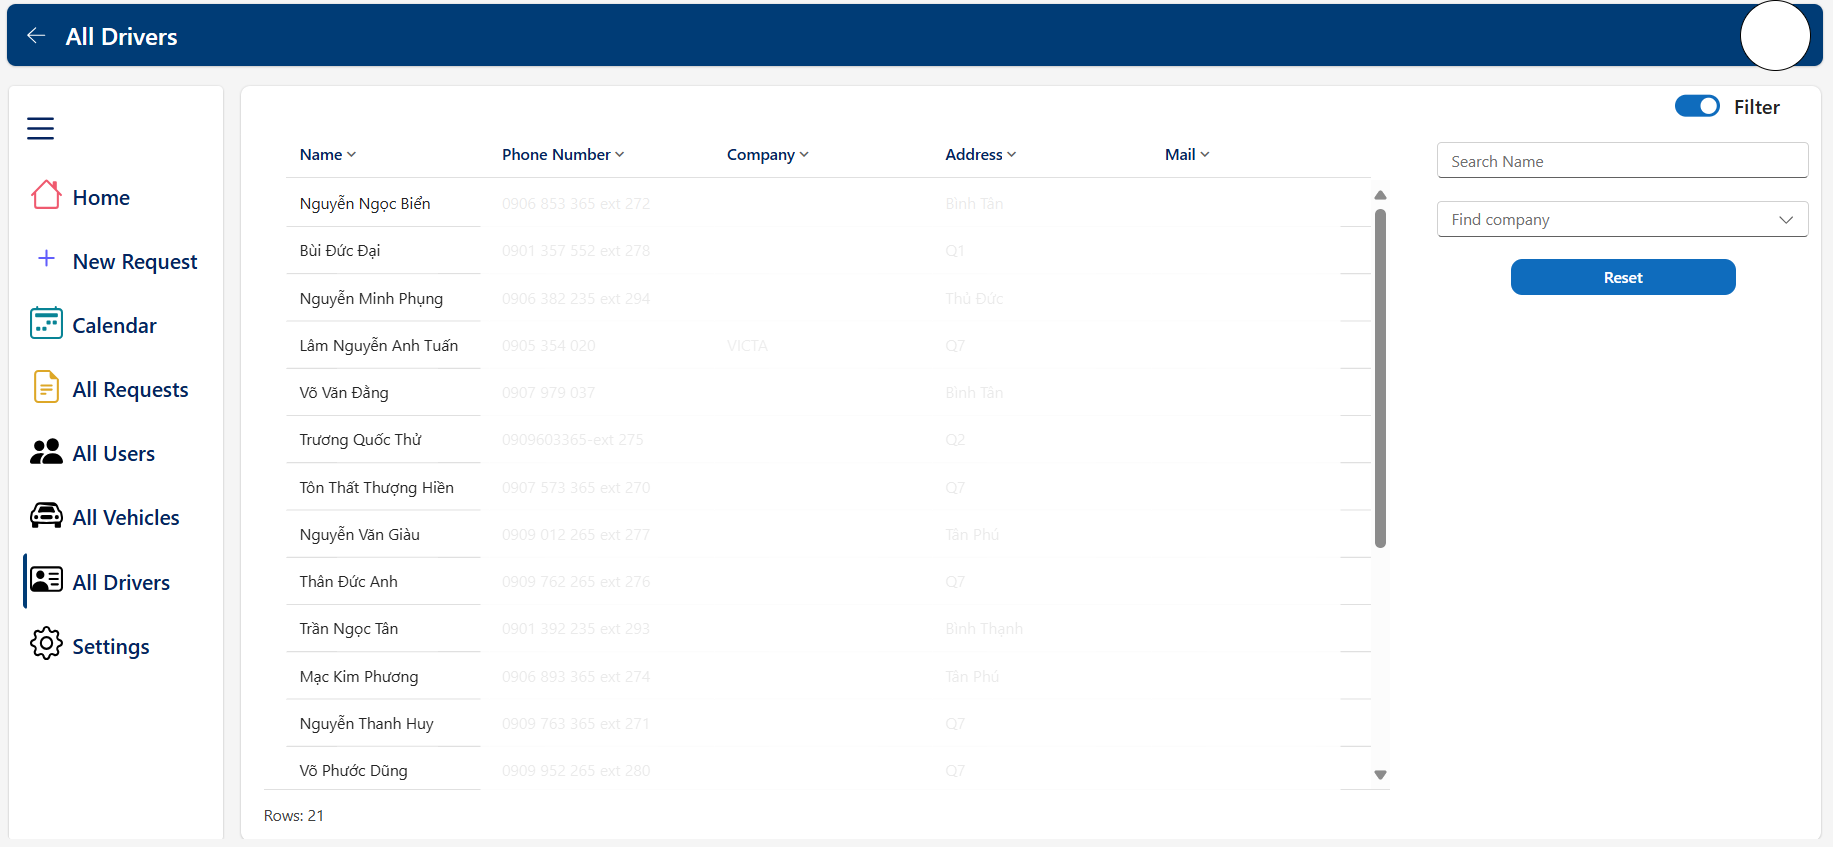 All Drivers
Filter
Home
New Request
Calendar
All Requests
All Users
All Vehicles
All Drivers
Settings
Name Phone Number Company Address Mail
Nguyễn Ngọc Biển 0906 853 365 ext 272 Bình Tân
Bùi Đức Đại 0901 357 552 ext 278 Q1
Nguyễn Minh Phụng 0906 382 235 ext 294 Thủ Đức
Lâm Nguyễn Anh Tuấn 0905 354 020 VICTA Q7
Võ Văn Đằng 0907 979 037 Bình Tân
Trương Quốc Thử 0909603365-ext 275 Q2
Tôn Thất Thượng Hiền 0907 573 365 ext 270 Q7
Nguyễn Văn Giàu 0909 012 265 ext 277 Tân Phú
Thân Đức Anh 0909 762 265 ext 276 Q7
Trần Ngọc Tân 0901 392 235 ext 293 Bình Thạnh
Mạc Kim Phương 0906 893 365 ext 274 Tân Phú
Nguyễn Thanh Huy 0909 763 365 ext 271 Q7
Võ Phước Dũng 0909 952 265 ext 280 Q7
Rows: 21
Search Name
Find company
Reset